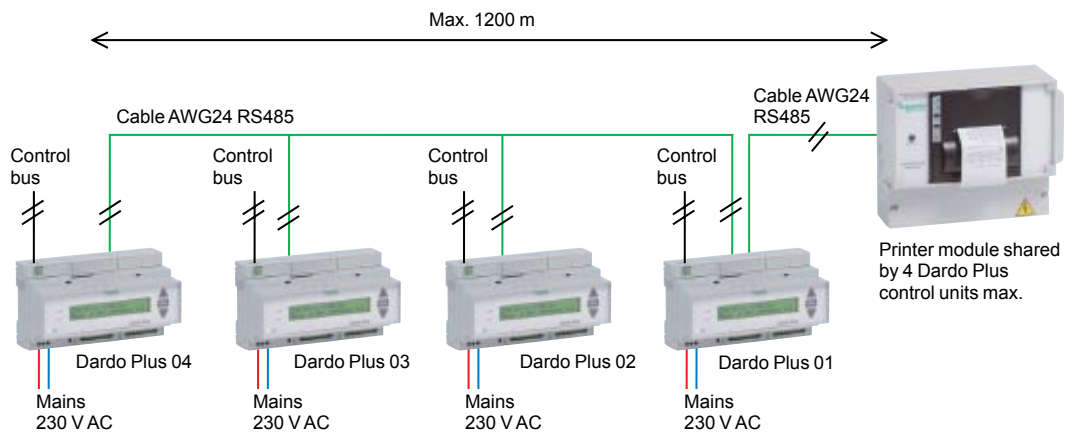 Max. 1200 m
Cable AWG24 RS485
Cable AWG24
RS485
Control
bus
Control
bus
Control
bus
Control
bus
Printer module shared
by 4 Dardo Plus
control units max.
Dardo Plus 04
Dardo Plus 03
Dardo Plus 02
Dardo Plus 01
Mains
230 V AC
Mains
230 V AC
Mains
230 V AC
Mains
230 V AC